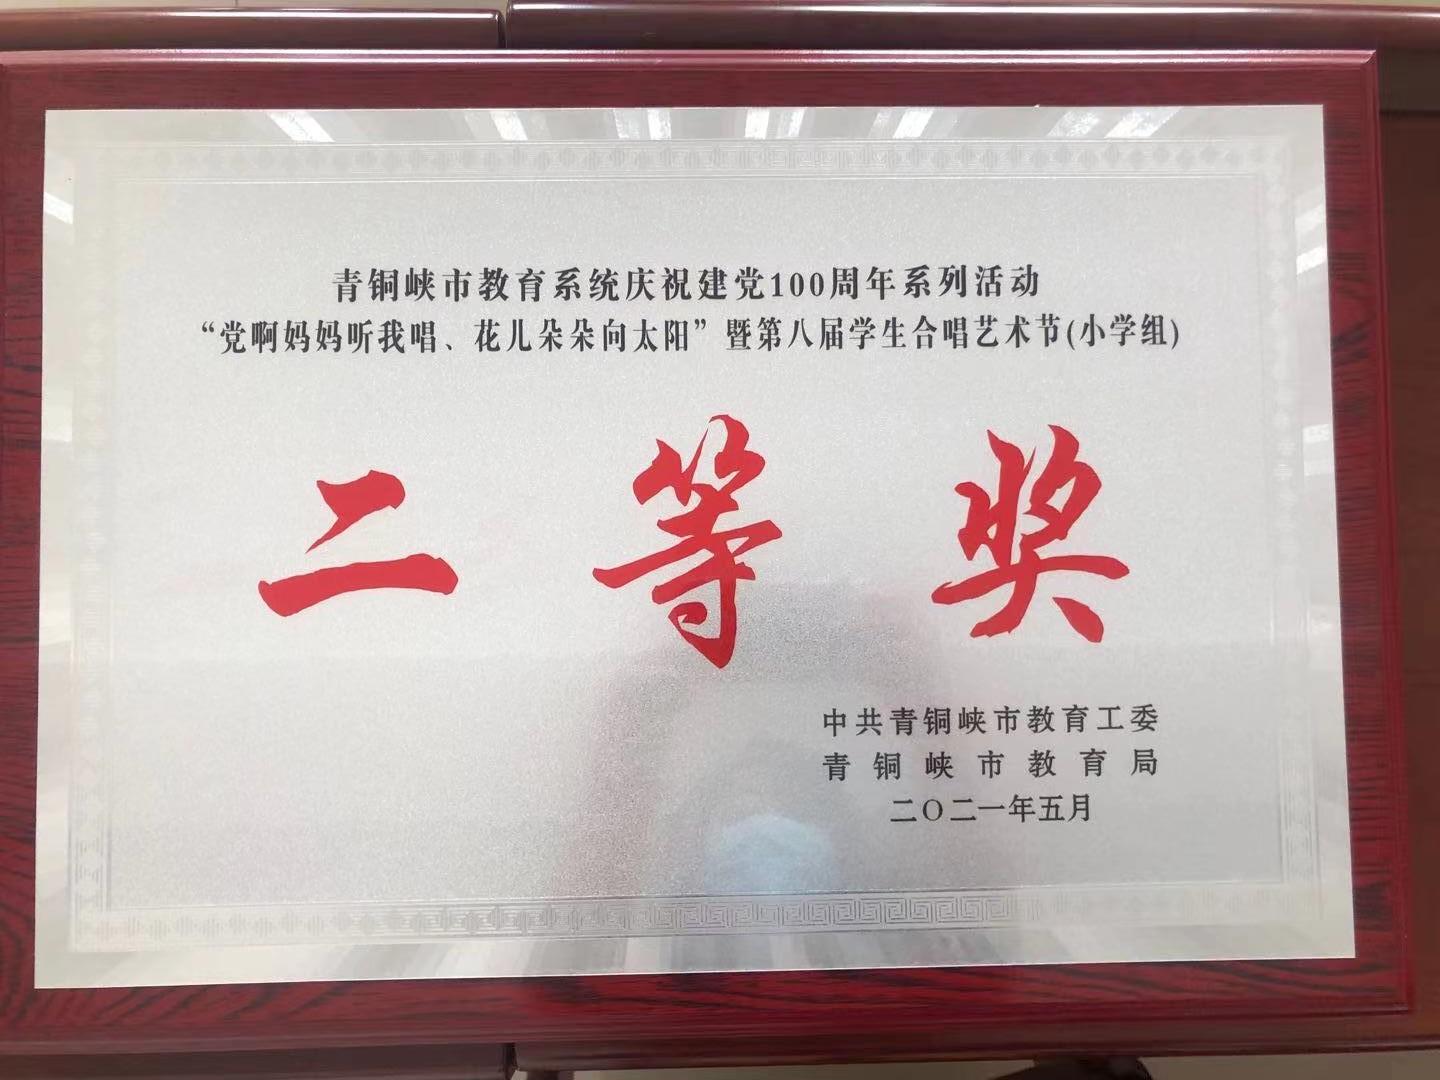 青铜峡市教育系统庆祝建党100周年系列活动
“党啊妈妈听我唱、花儿朵朵向太阳”暨第八届学生合唱艺术节(小学组)
二等奖
中共青铜峡市教育工委
青铜峡市教育局
二〇二一年五月